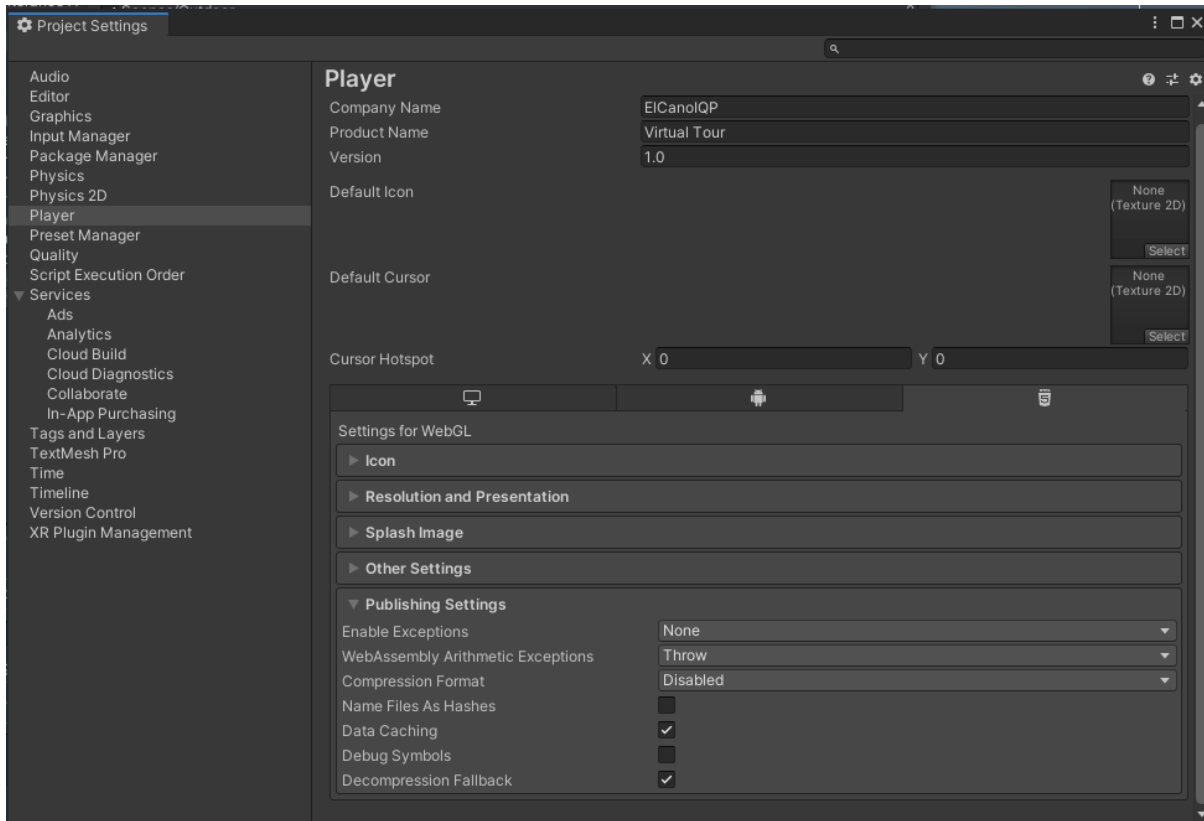 Project Settings
Audio
Editor
Graphics
Input Manager
Package Manager
Physics
Physics 2D
Player
Preset Manager
Quality
Script Execution Order
Services
Ads
Analytics
Cloud Build
Cloud Diagnostics
Collaborate
In-App Purchasing
Tags and Layers
TextMesh Pro
Time
Timeline
Version Control
XR Plugin Management
Player
Company Name ElCanoIQP
Product Name Virtual Tour
Version 1.0
Default Icon
None
(Texture 2D)
Select
Default Cursor
None
(Texture 2D)
Select
Cursor Hotspot X 0 Y 0
Settings for WebGL
Icon
Resolution and Presentation
Splash Image
Other Settings
Publishing Settings
Enable Exceptions None
WebAssembly Arithmetic Exceptions Throw
Compression Format Disabled
Name Files As Hashes
Data Caching
Debug Symbols
Decompression Fallback